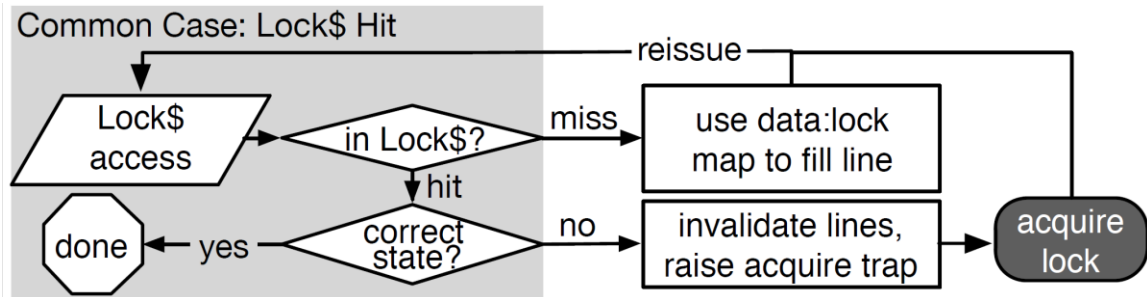 Common Case: Lock$ Hit
reissue
Lock$
access
in Lock$?
miss
use data:lock
map to fill line
hit
done
yes
correct
state?
no
invalidate lines,
raise acquire trap
acquire
lock